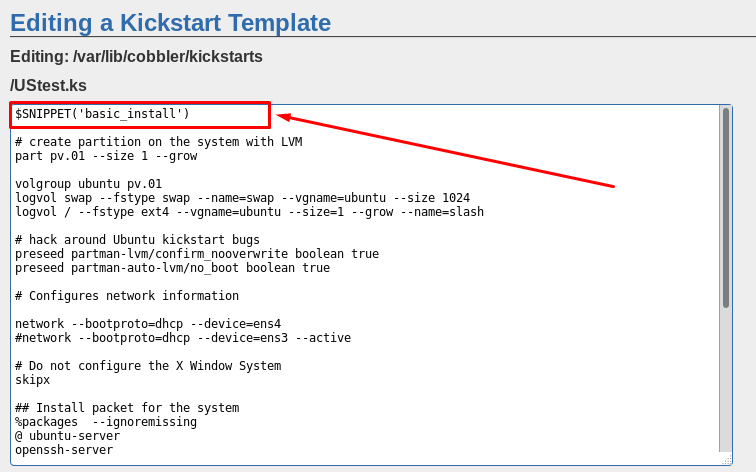 Editing a Kickstart Template
Editing: /var/lib/cobbler/kickstarts
/UStest.ks
$SNIPPET('basic_install')
# create partition on the system with LVM
part pv.01 --size 1 --grow
volgroup ubuntu pv.01
logvol swap --fstype swap --name=swap --vgname=ubuntu --size 1024
logvol / --fstype ext4 --vgname=ubuntu --size=1 --grow --name=slash
# hack around Ubuntu kickstart bugs
preseed partman-lvm/confirm_nooverwrite boolean true
preseed partman-auto-lvm/no_boot boolean true
# Configures network information
network --bootproto=dhcp --device=ens4
#network --bootproto=dhcp --device=ens3 --active
# Do not configure the X Window System
skipx
## Install packet for the system
%packages  --ignoremissing
@ ubuntu-server
openssh-server